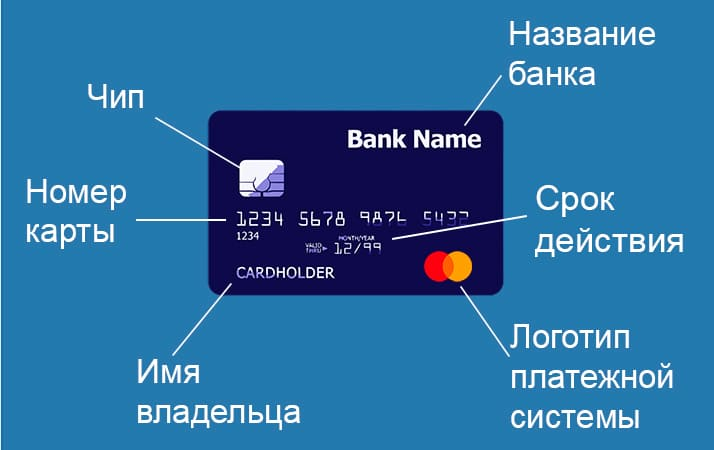 Название
банка
Чип
Bank Name
Номер
карты
1234 5678 9876 5432
1234
MONTH/YEAR
VALID
THRU
12/99
Срок
действия
CARDHOLDER
Имя
владельца
Логотип
платежной
системы